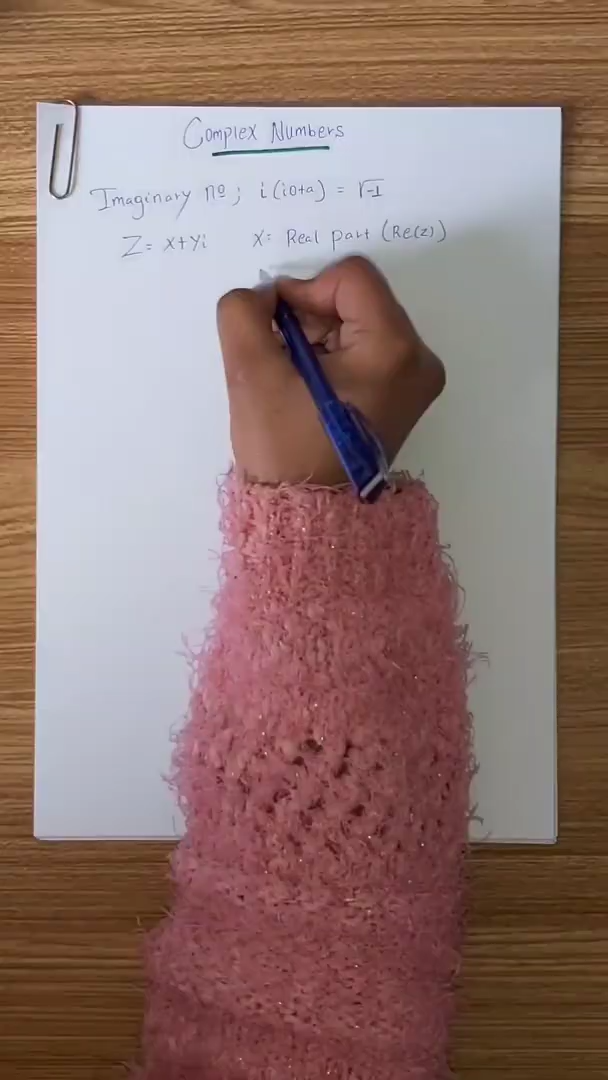 Complex Numbers
Imaginary nº ; i (iota) = √-1
Z = x+yi x = Real part (Re(z))